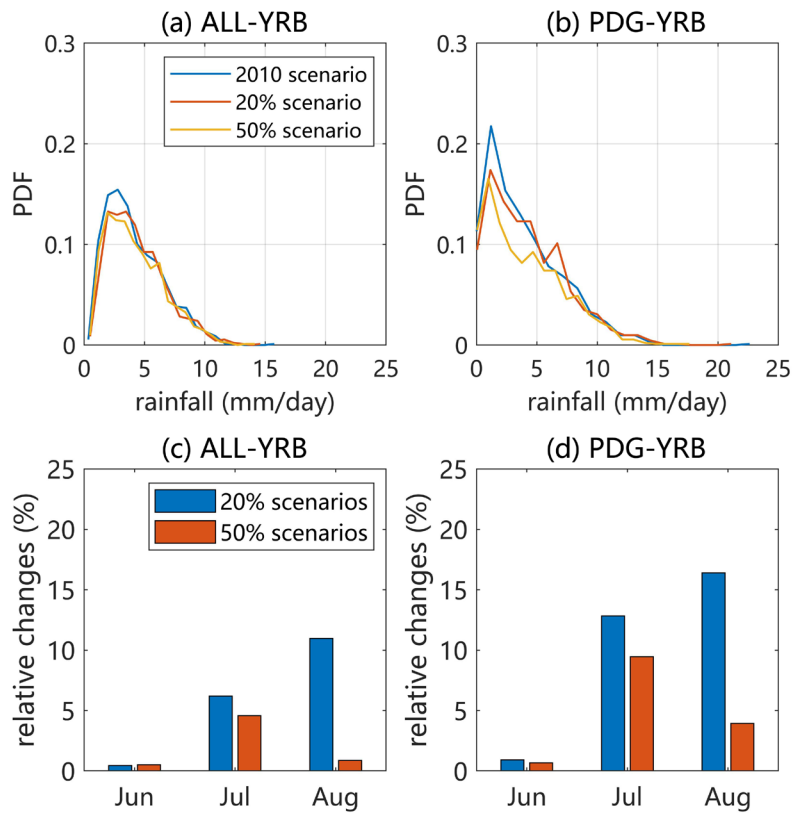 (a) ALL-YRB
0.3
0.2
0.1
0
PDF
2010 scenario
20% scenario
50% scenario
0 5 10 15 20 25
rainfall (mm/day)
(b) PDG-YRB
0.3
0.2
0.1
0
PDF
0 5 10 15 20 25
rainfall (mm/day)
(c) ALL-YRB
25
20
15
10
5
0
relative changes (%)
20% scenarios
50% scenarios
Jun Jul Aug
(d) PDG-YRB
25
20
15
10
5
0
relative changes (%)
Jun Jul Aug